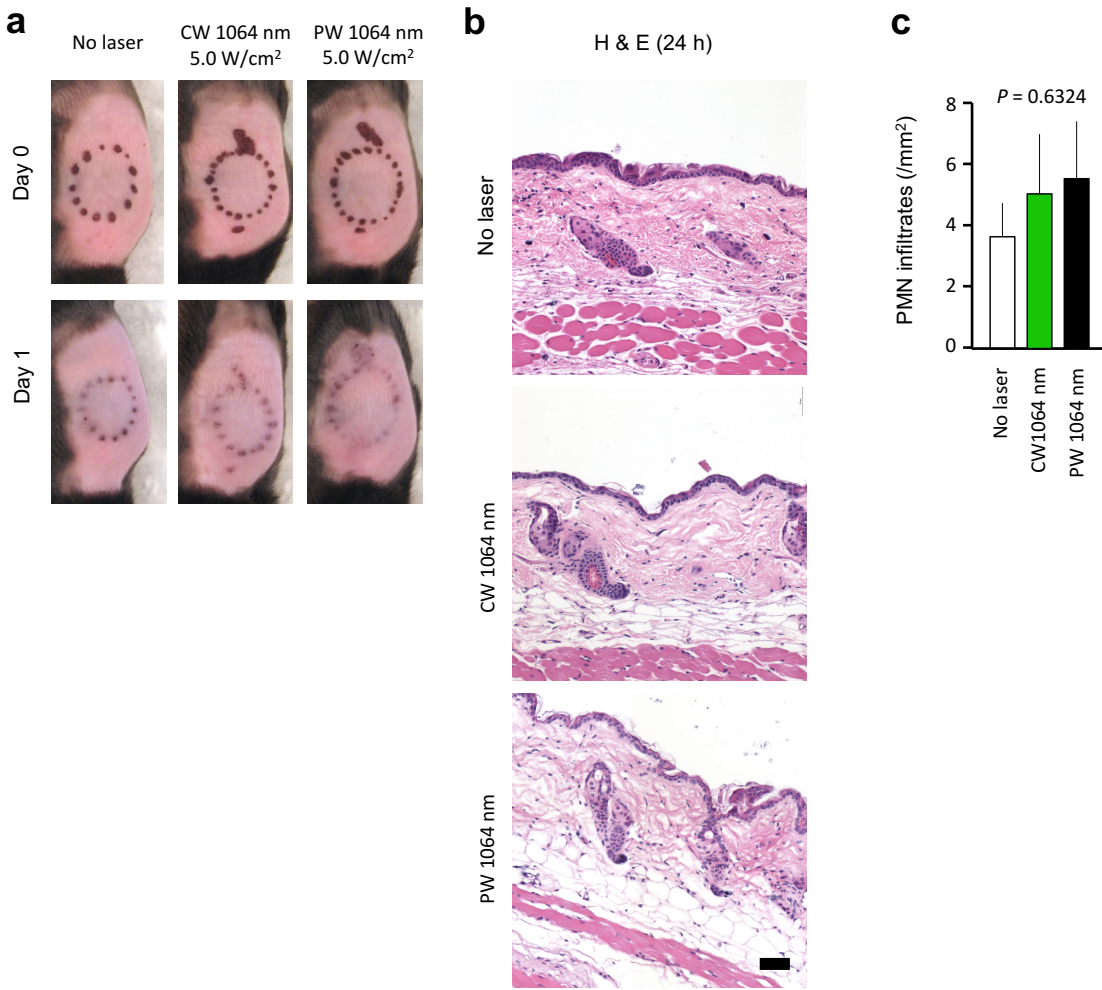 a
No laser
CW 1064 nm
5.0 W/cm²
PW 1064 nm
5.0 W/cm²
Day 0
Day 1
b
H & E (24 h)
No laser
CW 1064 nm
PW 1064 nm
c
P = 0.6324
PMN infiltrates (/mm²)
8
6
4
2
0
No laser
CW1064 nm
PW 1064 nm